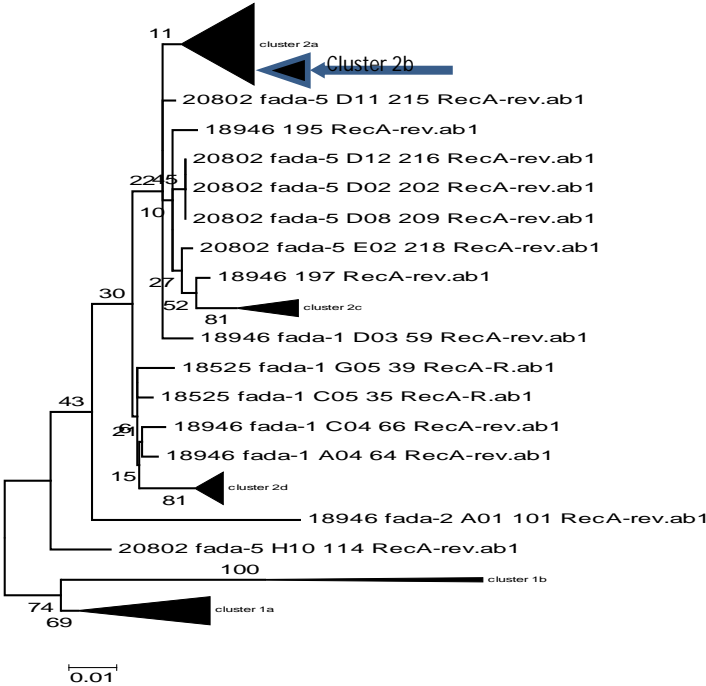 11
cluster 2a
Cluster 2b
20802 fada-5 D11 215 RecA-rev.ab1
18946 195 RecA-rev.ab1
20802 fada-5 D12 216 RecA-rev.ab1
22
45
20802 fada-5 D02 202 RecA-rev.ab1
10
20802 fada-5 D08 209 RecA-rev.ab1
20802 fada-5 E02 218 RecA-rev.ab1
27
18946 197 RecA-rev.ab1
30
52
cluster 2c
81
18946 fada-1 D03 59 RecA-rev.ab1
18525 fada-1 G05 39 RecA-R.ab1
43
18525 fada-1 C05 35 RecA-R.ab1
18946 fada-1 C04 66 RecA-rev.ab1
6
21
18946 fada-1 A04 64 RecA-rev.ab1
15
cluster 2d
81
18946 fada-2 A01 101 RecA-rev.ab1
20802 fada-5 H10 114 RecA-rev.ab1
100
cluster 1b
74
cluster 1a
69
0.01